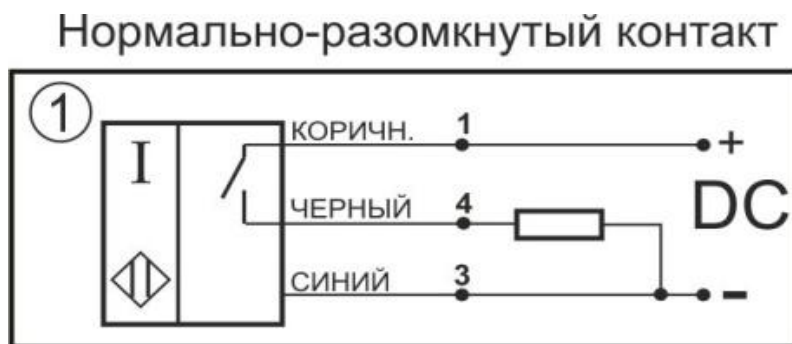 Нормально-разомкнутый контакт
1
I
КОРИЧН. 1 +
ЧЕРНЫЙ 4 DC
СИНИЙ 3 -